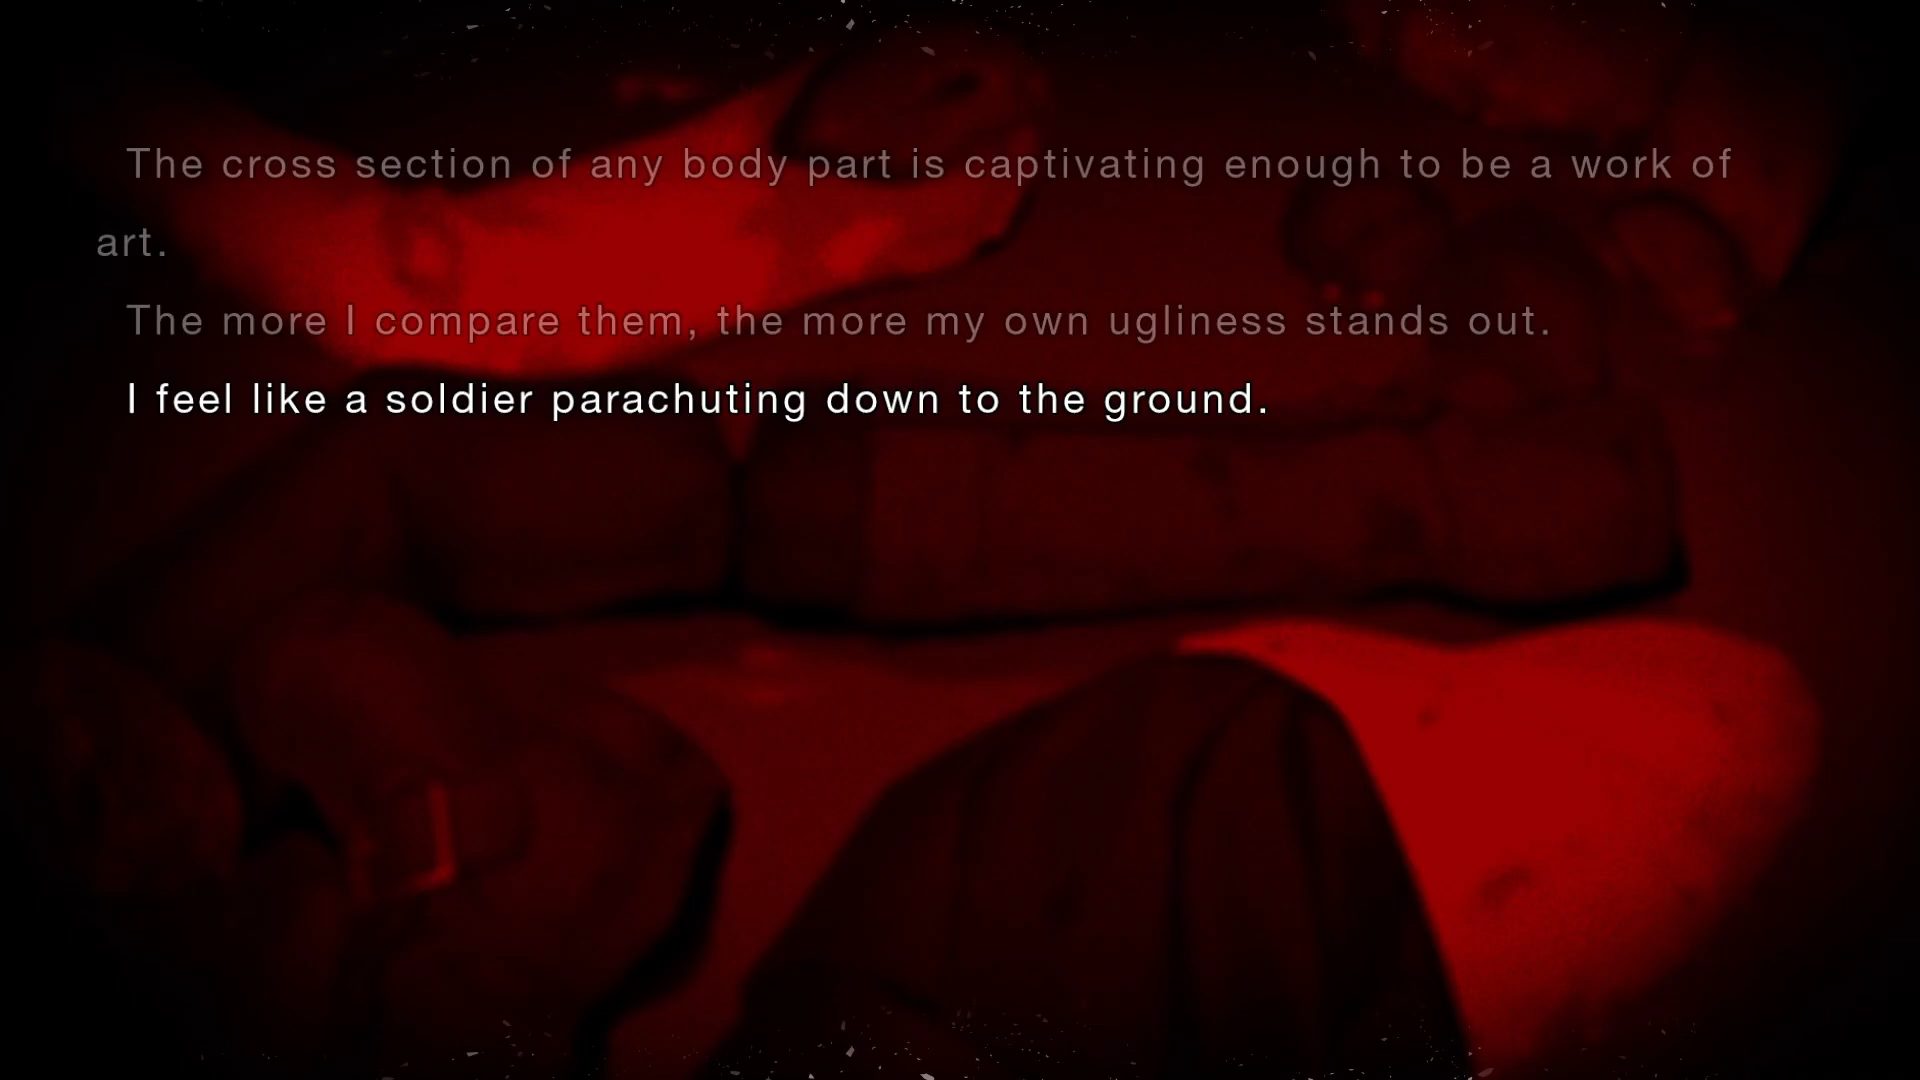 The cross section of any body part is captivating enough to be a work of
art.
The more I compare them, the more my own ugliness stands out.
I feel like a soldier parachuting down to the ground.